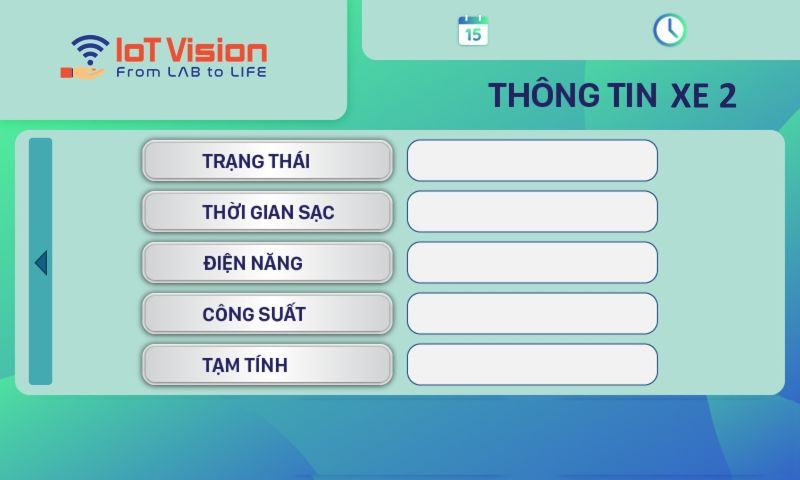 IoT Vision
From LAB to LIFE
15
THÔNG TIN XE 2
TRẠNG THÁI
THỜI GIAN SẠC
ĐIỆN NĂNG
CÔNG SUẤT
TẠM TÍNH